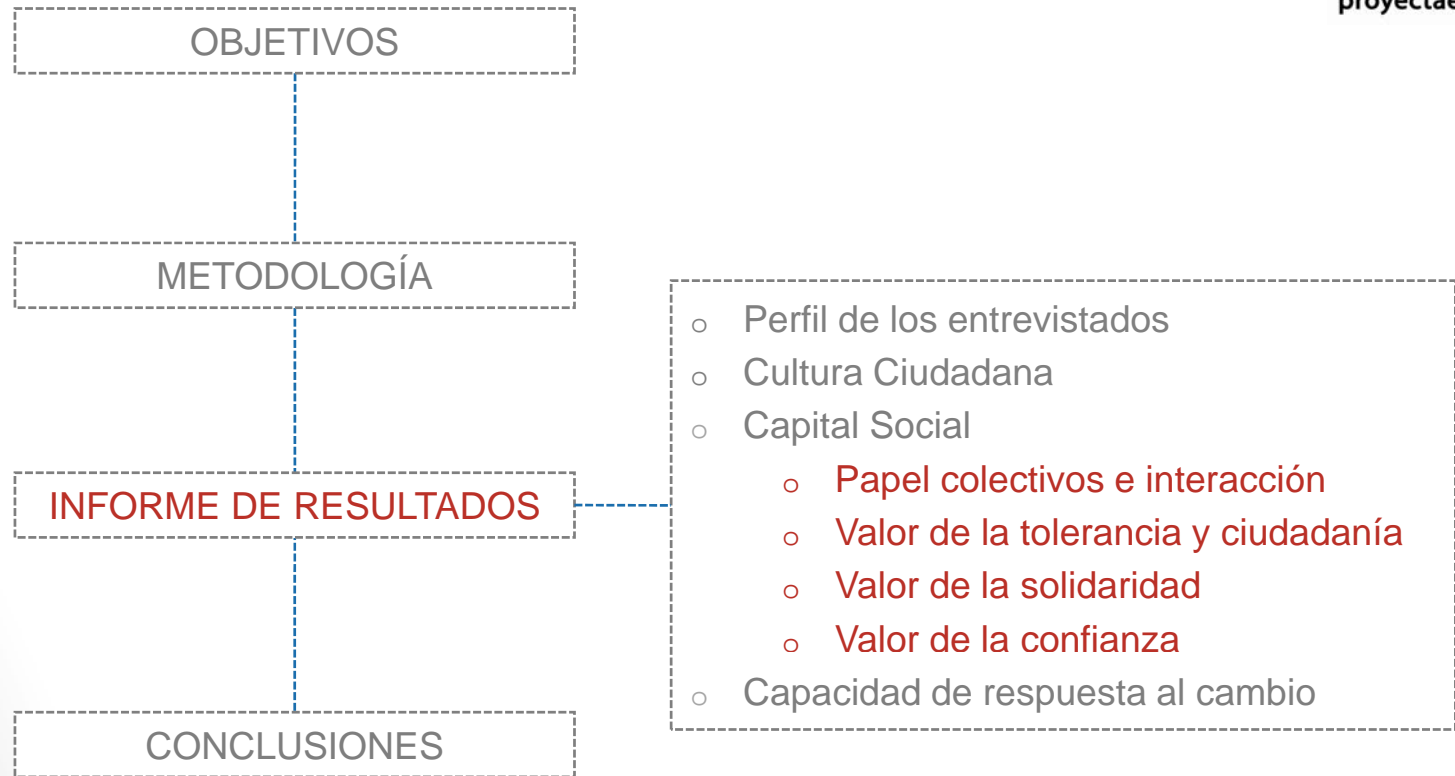 OBJETIVOS
METODOLOGÍA
INFORME DE RESULTADOS
CONCLUSIONES
o Perfil de los entrevistados
o Cultura Ciudadana
o Capital Social
o Papel colectivos e interacción
o Valor de la tolerancia y ciudadanía
o Valor de la solidaridad
o Valor de la confianza
o Capacidad de respuesta al cambio